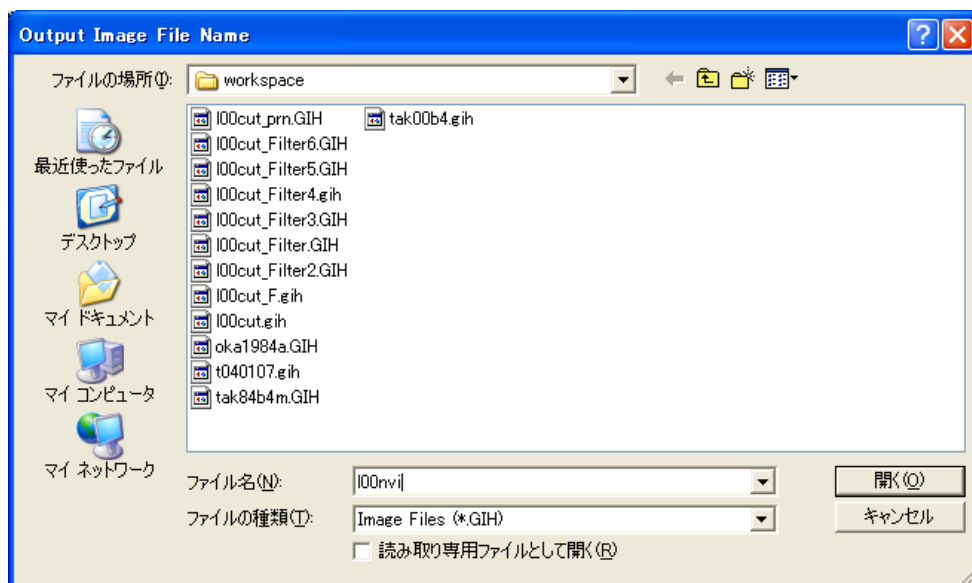 Output Image File Name
ファイルの場所(I):
workspace
最近使ったファイル
デスクトップ
マイ ドキュメント
マイ コンピュータ
マイ ネットワーク
l00cut_prn.GIH
l00cut_Filter6.GIH
l00cut_Filter5.GIH
l00cut_Filter4.gih
l00cut_Filter3.GIH
l00cut_Filter.GIH
l00cut_Filter2.GIH
l00cut_F.gih
l00cut.gih
oka1984a.GIH
t040107.gih
tak84b4m.GIH
tak00b4.gih
ファイル名(N):
l00nvi
開く(O)
ファイルの種類(T):
Image Files (*.GIH)
キャンセル
読み取り専用ファイルとして開く(R)